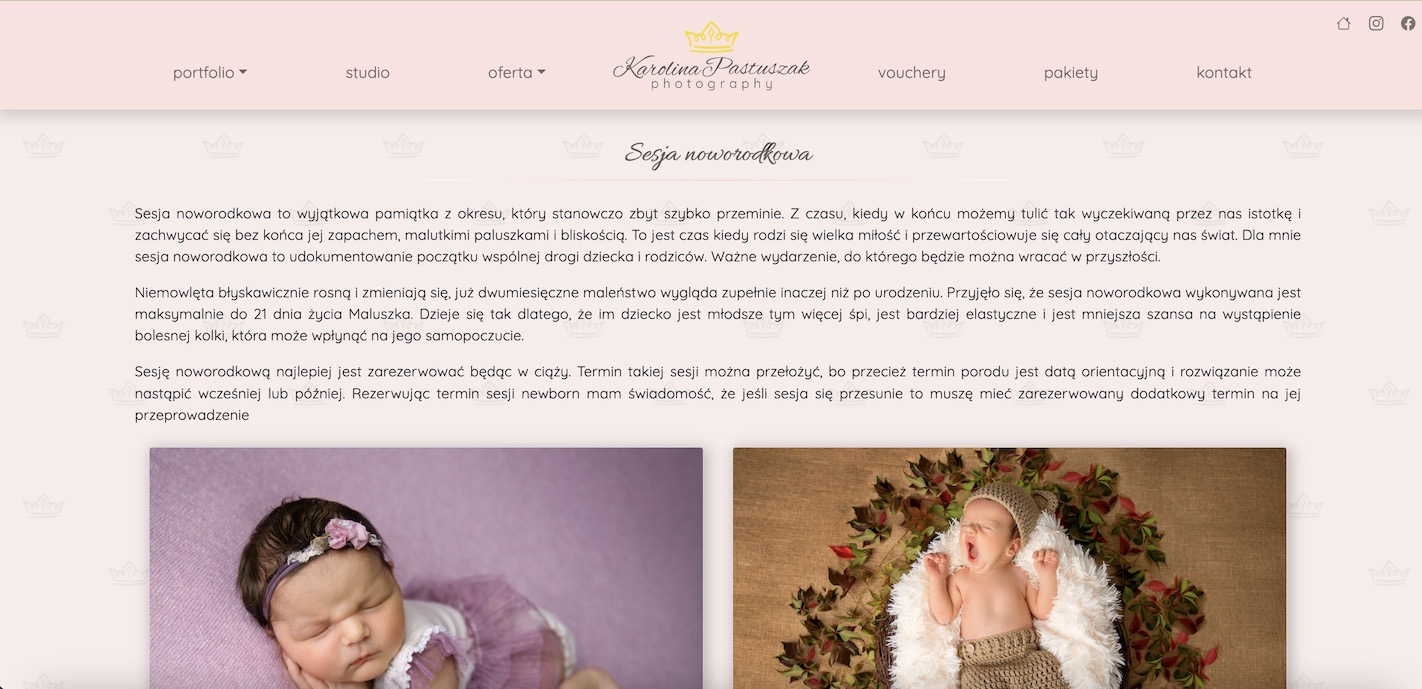 portfolio
studio
oferta
Karolina Pastuszak
photography
vouchery
pakiety
kontakt
Sesja noworodkowa
Sesja noworodkowa to wyjątkowa pamiątka z okresu, który stanowczo zbyt szybko przeminie. Z czasu, kiedy w końcu możemy tulić tak wyczekiwaną przez nas istotkę i
zachwycać się bez końca jej zapachem, malutkimi paluszkami i bliskością. To jest czas kiedy rodzi się wielka miłość i przewartościowuje się cały otaczający nas świat. Dla mnie
sesja noworodkowa to udokumentowanie początku wspólnej drogi dziecka i rodziców. Ważne wydarzenie, do którego będzie można wracać w przyszłości.
Niemowlęta błyskawicznie rosną i zmieniają się, już dwumiesięczne maleństwo wygląda zupełnie inaczej niż po urodzeniu. Przyjęło się, że sesja noworodkowa wykonywana jest
maksymalnie do 21 dnia życia Maluszka. Dzieje się tak dlatego, że im dziecko jest młodsze tym więcej śpi, jest bardziej elastyczne i jest mniejsza szansa na wystąpienie
bolesnej kolki, która może wpłynąć na jego samopoczucie.
Sesję noworodkową najlepiej jest zarezerwować będąc w ciąży. Termin takiej sesji można przełożyć, bo przecież termin porodu jest datą orientacyjną i rozwiązanie może
nastąpić wcześniej lub później. Rezerwując termin sesji newborn mam świadomość, że jeśli sesja się przesunie to muszę mieć zarezerwowany dodatkowy termin na jej
przeprowadzenie